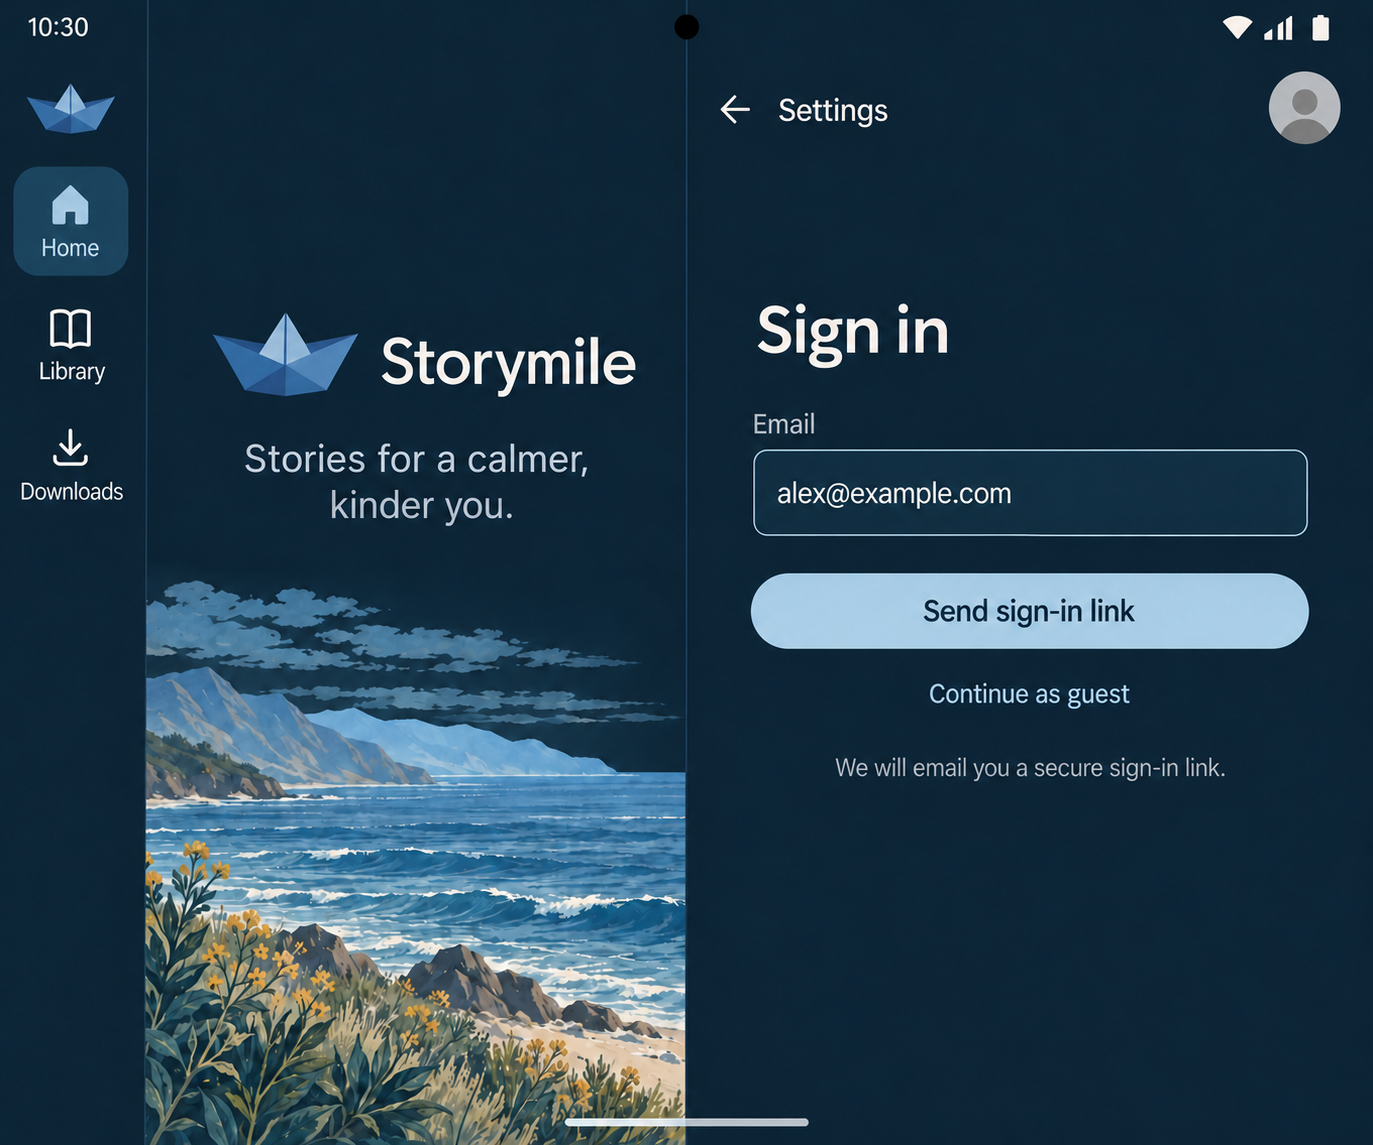 10:30
Home
Library
Downloads
Storymile
Stories for a calmer,
kinder you.
Settings
Sign in
Email
alex@example.com
Send sign-in link
Continue as guest
We will email you a secure sign-in link.